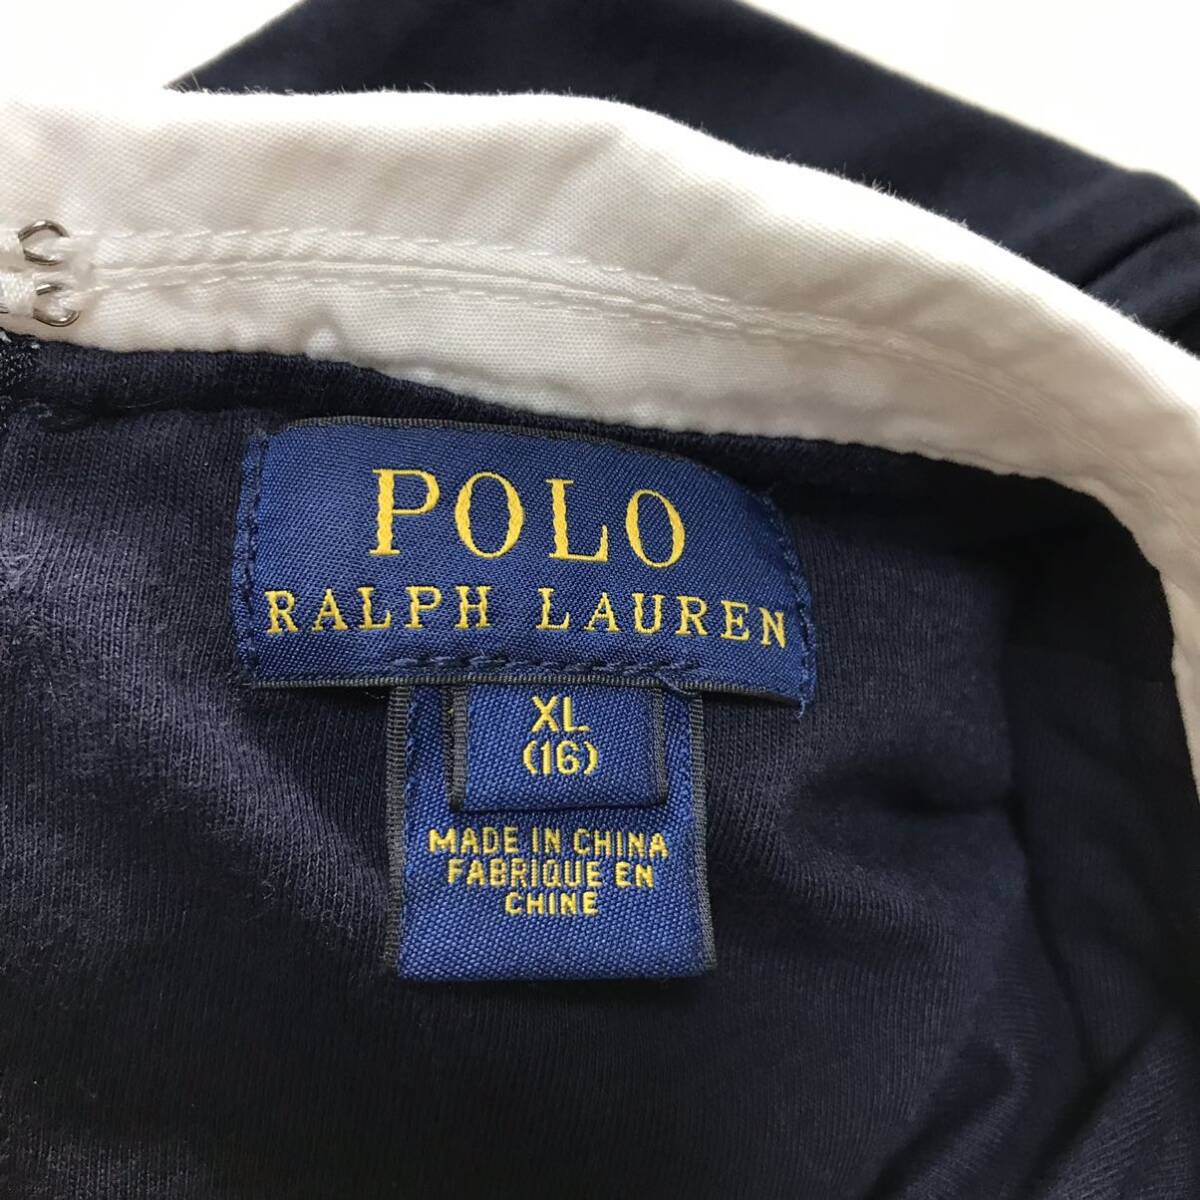 POLO
RALPH LAUREN
XL
(16)
MADE IN CHINA
FABRIQUE EN
CHINE